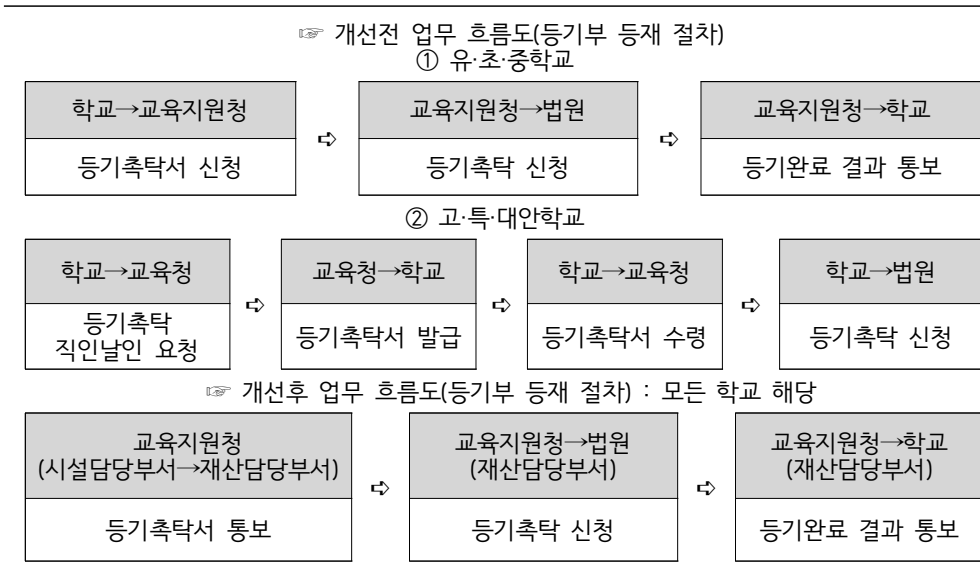 ☞ 개선전 업무 흐름도(등기부 등재 절차)
① 유·초·중학교
학교→교육지원청
교육지원청→법원
교육지원청→학교
⇨
⇨
등기촉탁서 신청
등기촉탁 신청
등기완료 결과 통보
② 고·특·대안학교
학교→교육청
교육청→학교
학교→교육청
학교→법원
⇨
⇨
⇨
등기촉탁
직인날인 요청
등기촉탁서 발급
등기촉탁서 수령
등기촉탁 신청
☞ 개선후 업무 흐름도(등기부 등재 절차) : 모든 학교 해당
교육지원청
(시설담당부서→재산담당부서)
교육지원청→법원
(재산담당부서)
교육지원청→학교
(재산담당부서)
⇨
⇨
등기촉탁서 통보
등기촉탁 신청
등기완료 결과 통보